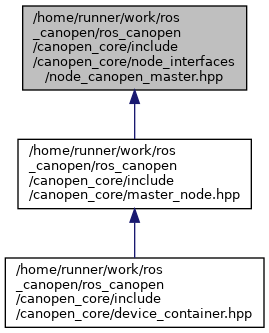 /home/runner/work/ros
_canopen/ros_canopen
/canopen_core/include
/canopen_core/node_interfaces
/node_canopen_master.hpp
/home/runner/work/ros
_canopen/ros_canopen
/canopen_core/include
/canopen_core/master_node.hpp
/home/runner/work/ros
_canopen/ros_canopen
/canopen_core/include
/canopen_core/device_container.hpp